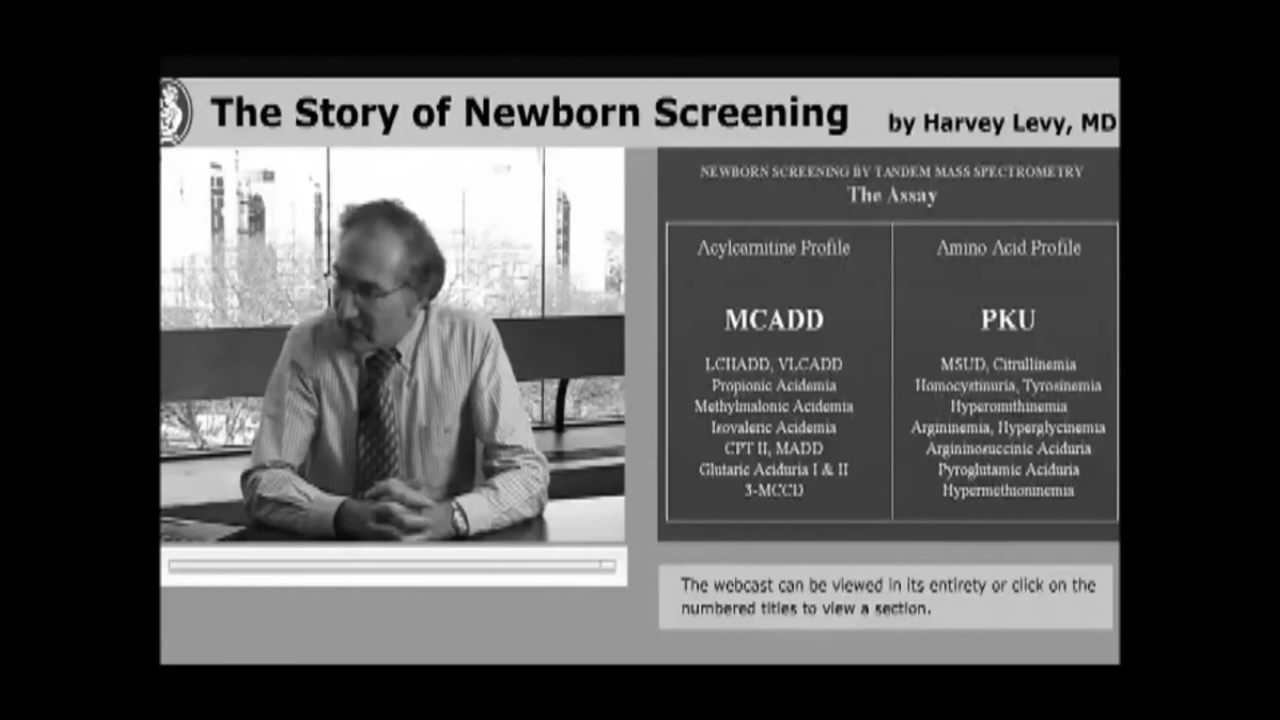 The Story of Newborn Screening
by Harvey Levy, MD
NEWBORN SCREENING BY TANDEM MASS SPECTROMETRY
The Assay
Acylcarnitine Profile
MCADD
LCHADD, VLCADD
Propionic Acidemia
Methylmalonic Acidemia
Isovaleric Acidemia
CPT II, MADD
Glutaric Aciduria I & II
3-MCCD
Amino Acid Profile
PKU
MSUD, Citrullinemia
Homocystinuria, Tyrosinemia
Hyperornithinemia
Argininemia, Hyperglycinemia
Argininosuccinic Aciduria
Pyroglutamic Aciduria
Hypermethioninemia
The webcast can be viewed in its entirety or click on the
numbered titles to view a section.